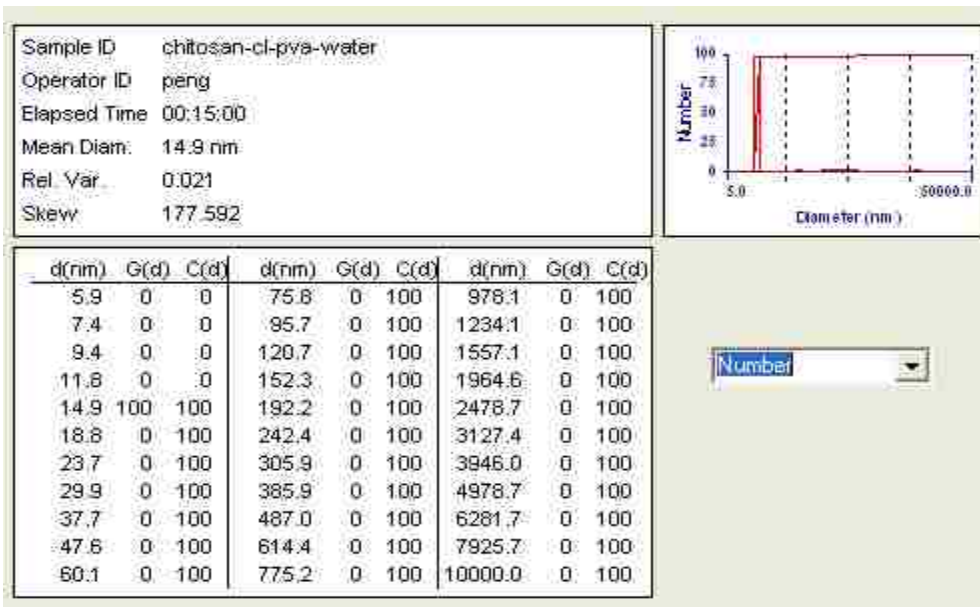 Sample ID chitosan-cl-pva-water
Operator ID peng
Elapsed Time 00:15:00
Mean Diam. 14.9 nm
Rel. Var. 0.021
Skew 177.592
Number
100
75
50
25
0
5.0 50000.0
Diameter (nm)
d(nm) G(d) C(d) d(nm) G(d) C(d) d(nm) G(d) C(d)
5.9 0 0 75.8 0 100 978.1 0 100
7.4 0 0 95.7 0 100 1234.1 0 100
9.4 0 0 120.7 0 100 1557.1 0 100
11.8 0 0 152.3 0 100 1964.6 0 100
14.9 100 100 192.2 0 100 2478.7 0 100
18.8 0 100 242.4 0 100 3127.4 0 100
23.7 0 100 305.9 0 100 3946.0 0 100
29.9 0 100 385.9 0 100 4978.7 0 100
37.7 0 100 487.0 0 100 6281.7 0 100
47.6 0 100 614.4 0 100 7925.7 0 100
60.1 0 100 775.2 0 100 10000.0 0 100
Number